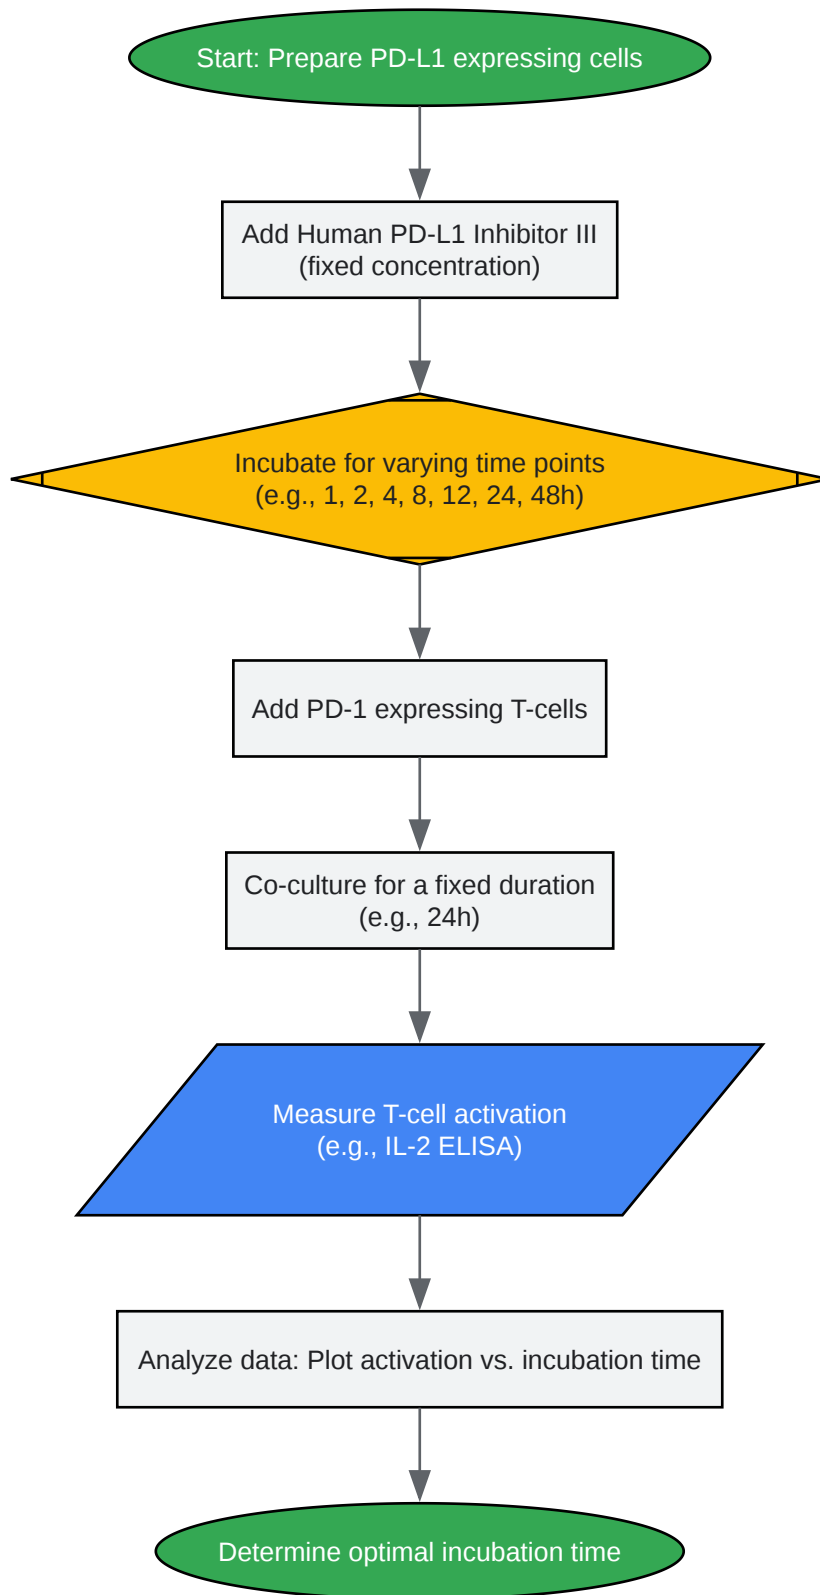 Start: Prepare PD-L1 expressing cells
Add Human PD-L1 Inhibitor III
(fixed concentration)
Incubate for varying time points
(e.g., 1, 2, 4, 8, 12, 24, 48h)
Add PD-1 expressing T-cells
Co-culture for a fixed duration
(e.g., 24h)
Measure T-cell activation
(e.g., IL-2 ELISA)
Analyze data: Plot activation vs. incubation time
Determine optimal incubation time